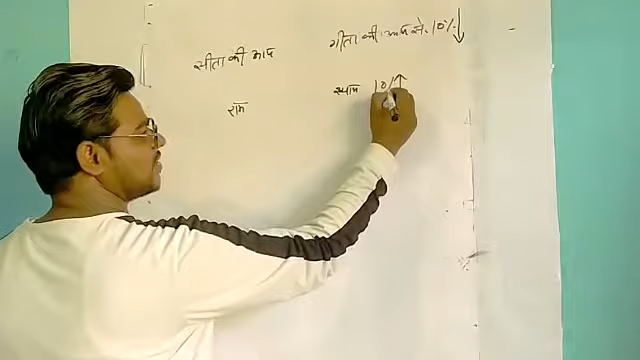 सीता की आय गीता की आय से 10% ↓
राम श्याम 10% ↑